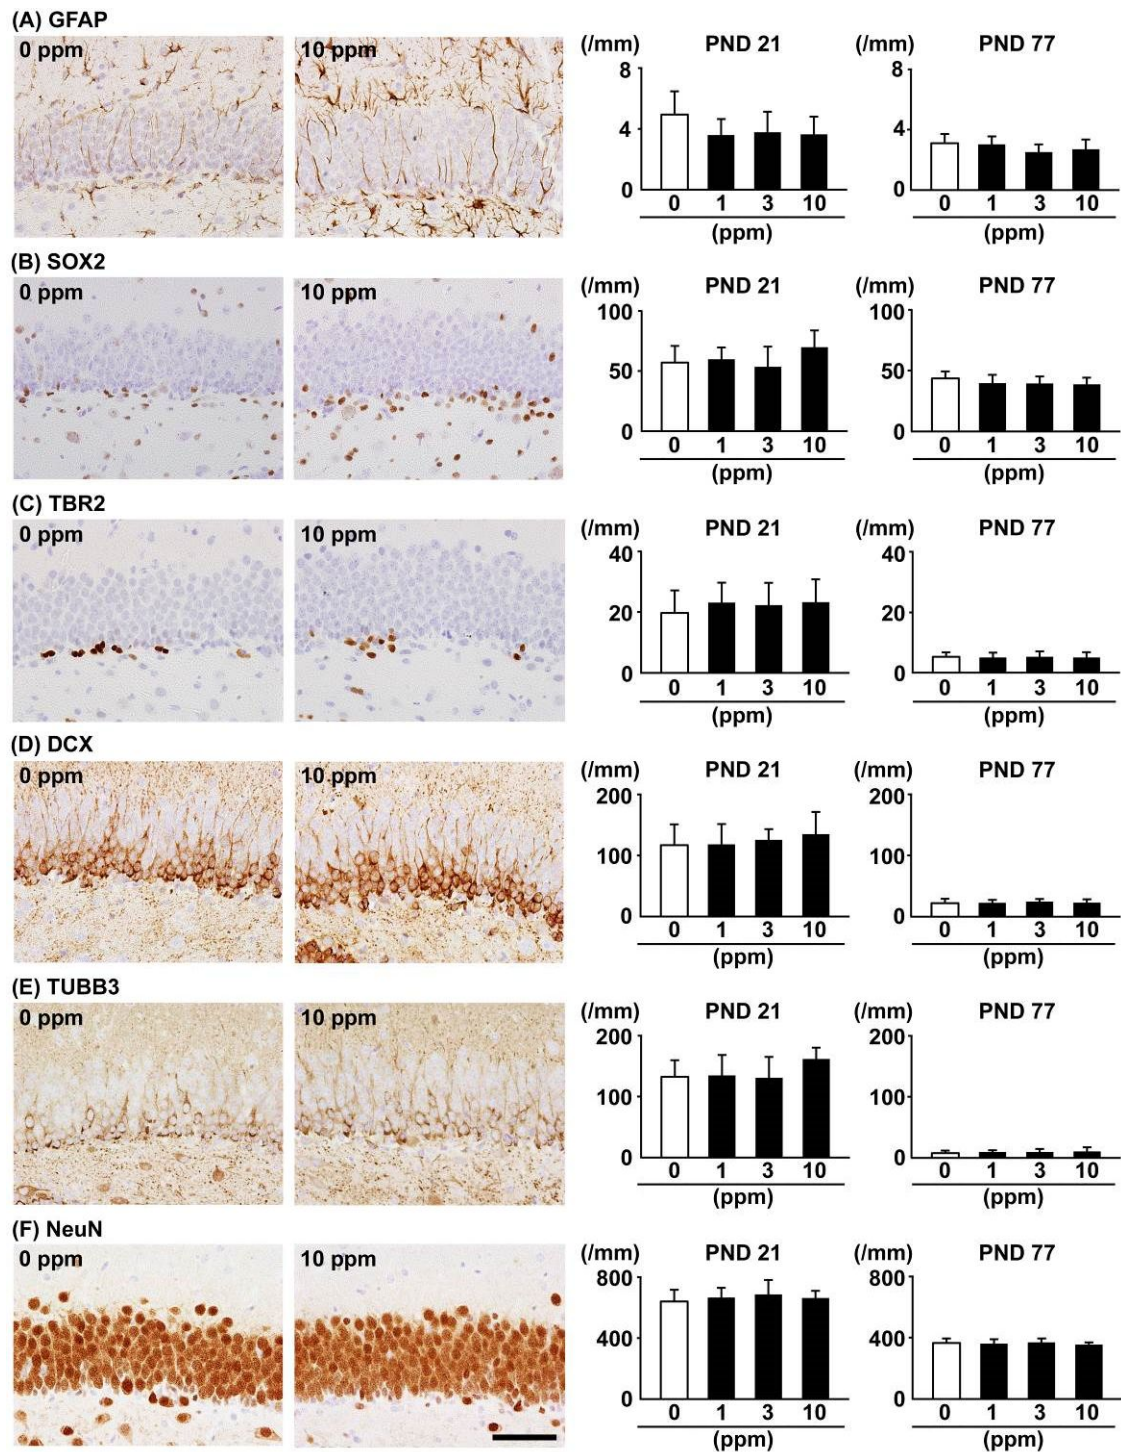 (A) GFAP
0 ppm
10 ppm
(/mm) PND 21
8
4
0
0 1 3 10
(ppm)
(/mm) PND 77
8
4
0
0 1 3 10
(ppm)
(B) SOX2
0 ppm
10 ppm
(/mm) PND 21
100
50
0
0 1 3 10
(ppm)
(/mm) PND 77
100
50
0
0 1 3 10
(ppm)
(C) TBR2
0 ppm
10 ppm
(/mm) PND 21
40
20
0
0 1 3 10
(ppm)
(/mm) PND 77
40
20
0
0 1 3 10
(ppm)
(D) DCX
0 ppm
10 ppm
(/mm) PND 21
200
100
0
0 1 3 10
(ppm)
(/mm) PND 77
200
100
0
0 1 3 10
(ppm)
(E) TUBB3
0 ppm
10 ppm
(/mm) PND 21
200
100
0
0 1 3 10
(ppm)
(/mm) PND 77
200
100
0
0 1 3 10
(ppm)
(F) NeuN
0 ppm
10 ppm
(/mm) PND 21
800
400
0
0 1 3 10
(ppm)
(/mm) PND 77
800
400
0
0 1 3 10
(ppm)